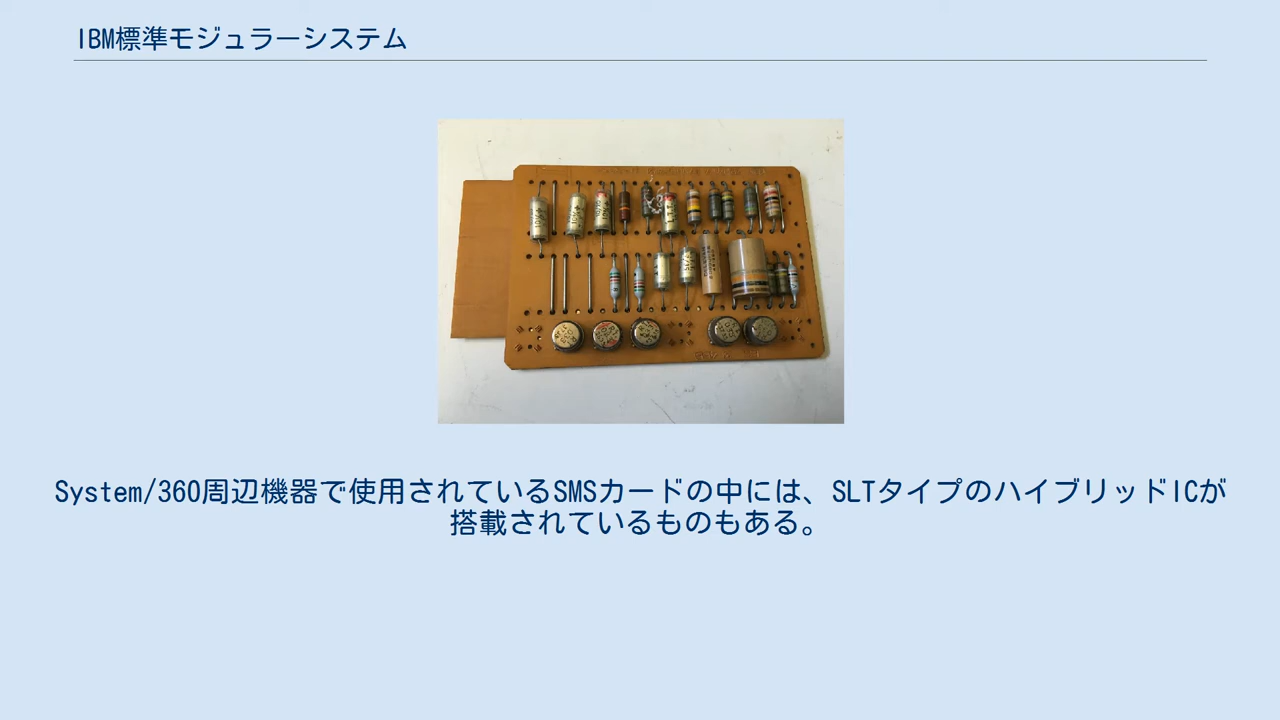 IBM標準モジュラーシステム
System/360周辺機器で使用されているSMSカードの中には、SLTタイプのハイブリッドICが
搭載されているものもある。